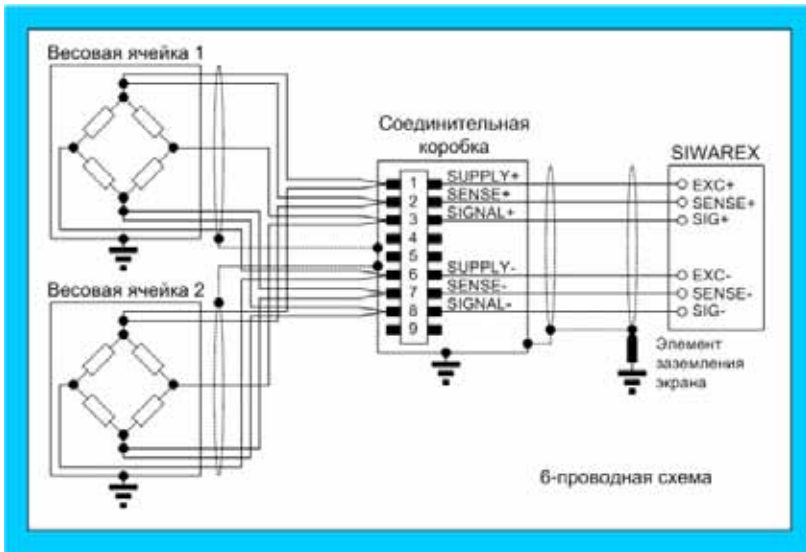 Весовая ячейка 1
Соединительная
коробка
SIWAREX
1 SUPPLY+ EXC+
2 SENSE+ SENSE+
3 SIGNAL+ SIG+
4
5
6 SUPPLY- EXC-
7 SENSE- SENSE-
8 SIGNAL- SIG-
9
Весовая ячейка 2
Элемент
заземления
экрана
6-проводная схема